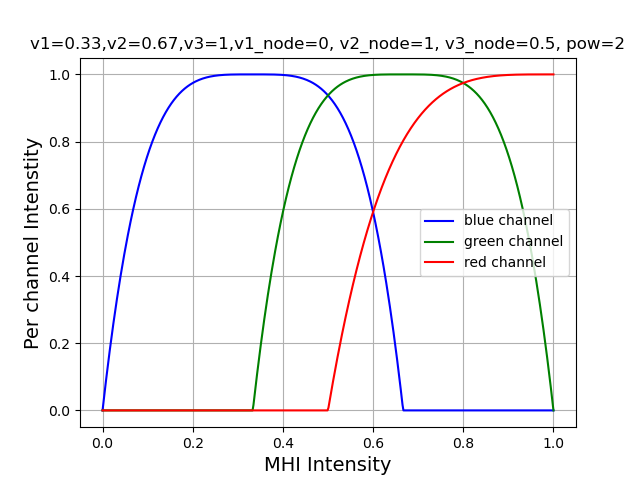 v1=0.33,v2=0.67,v3=1,v1_node=0, v2_node=1, v3_node=0.5, pow=2
1.0
0.8
0.6
0.4
0.2
0.0
Per channel Intenstity
blue channel
green channel
red channel
0.0 0.2 0.4 0.6 0.8 1.0
MHI Intensity